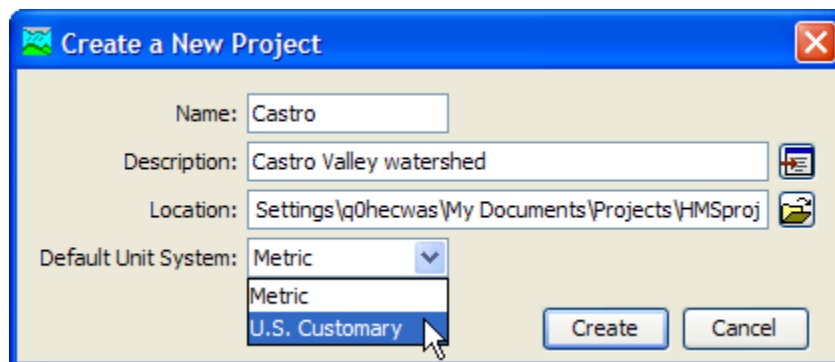 Create a New Project
Name: Castro
Description: Castro Valley watershed
Location: Settings\q0hecwas\My Documents\Projects\HMSproj
Default Unit System: Metric
Metric
U.S. Customary
Create Cancel